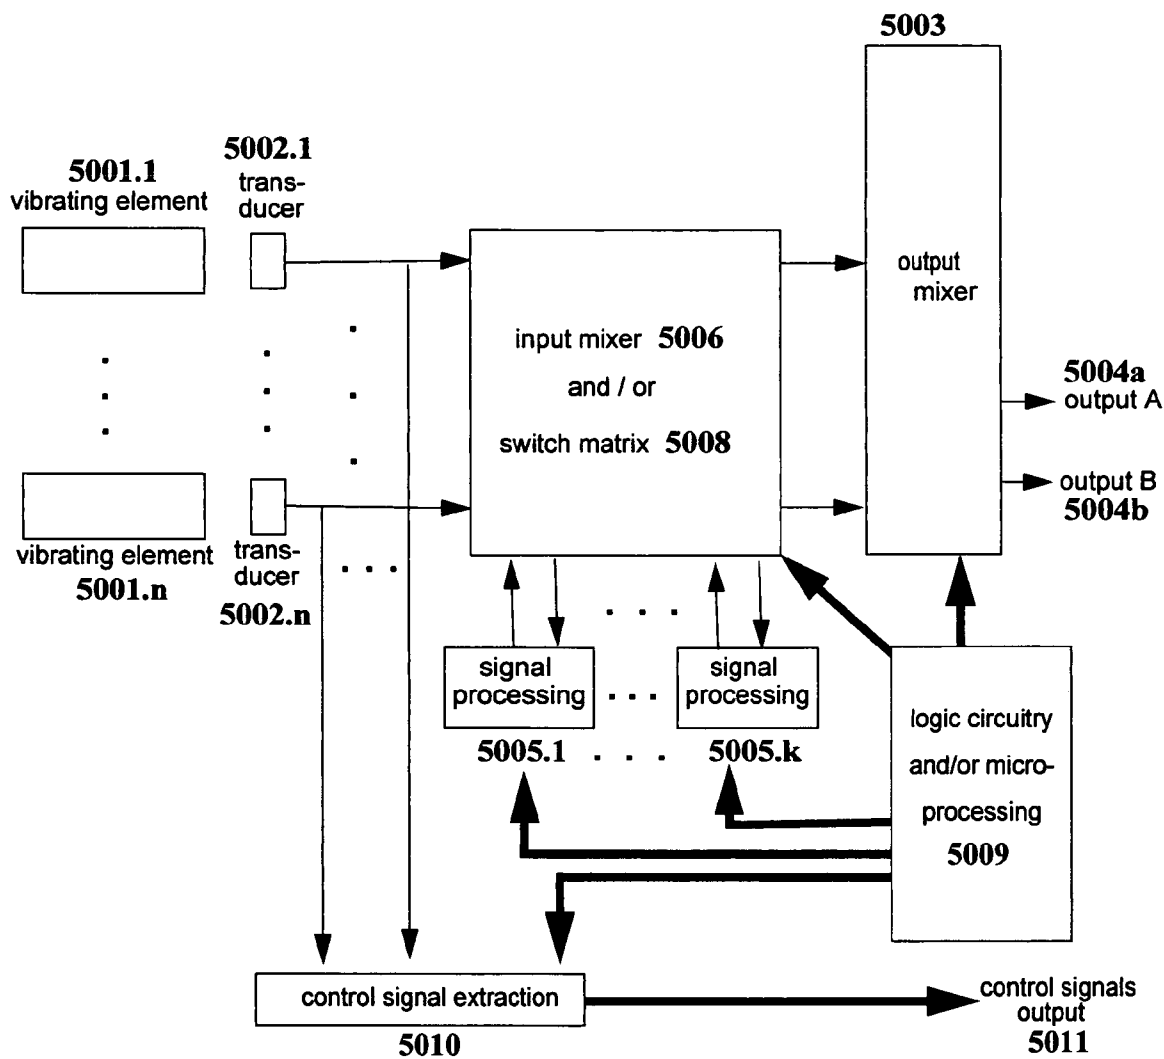 5003
5001.1
vibrating element
5002.1
trans-
ducer
output
mixer
input mixer 5006
and / or
switch matrix 5008
5004a
output A
output B
5004b
vibrating element
5001.n
trans-
ducer
5002.n
signal
processing
5005.1
signal
processing
5005.k
logic circuitry
and/or micro-
processing
5009
control signal extraction
5010
control signals
output
5011